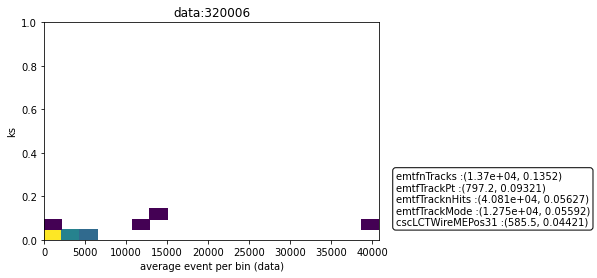 data:320006
1.0
0.8
0.6
0.4
0.2
0.0
ks
0 5000 10000 15000 20000 25000 30000 35000 40000
average event per bin (data)
emtfnTracks :(1.37e+04, 0.1352)
emtfTrackPt :(797.2, 0.09321)
emtfTracknHits :(4.081e+04, 0.05627)
emtfTrackMode :(1.275e+04, 0.05592)
cscLCTWireMEPos31 :(585.5, 0.04421)